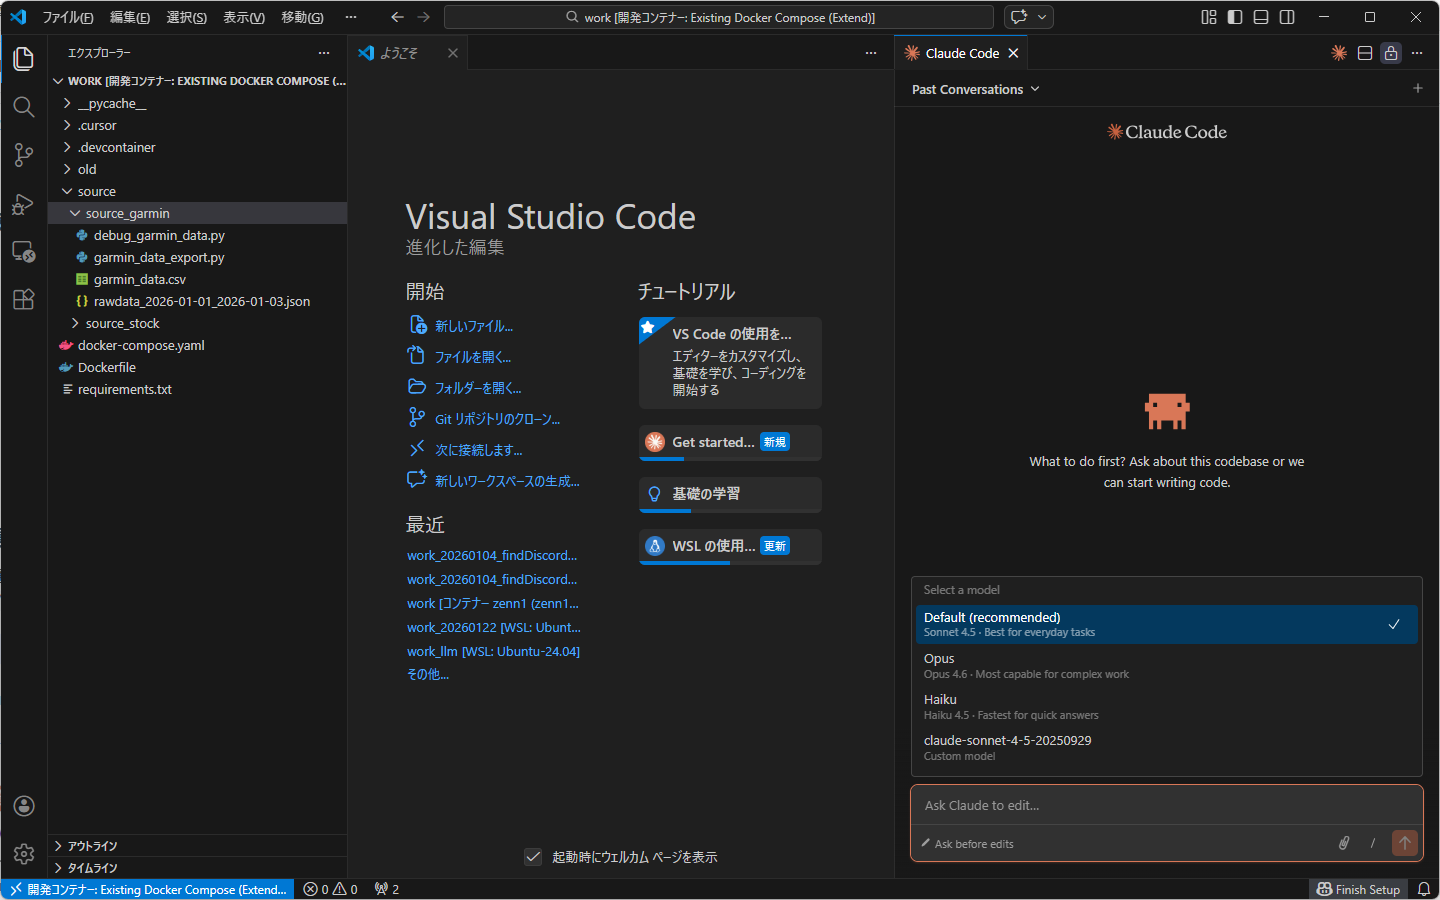 ファイル(F) 編集(E) 選択(S) 表示(V) 移動(G) ...
work [開発コンテナー: Existing Docker Compose (Extend)]
エクスプローラー
WORK [開発コンテナー: EXISTING DOCKER COMPOSE (...
__pycache__
.cursor
.devcontainer
old
source
source_garmin
debug_garmin_data.py
garmin_data_export.py
garmin_data.csv
rawdata_2026-01-01_2026-01-03.json
source_stock
docker-compose.yaml
Dockerfile
requirements.txt
アウトライン
タイムライン
ようこそ
Visual Studio Code
進化した編集
開始
新しいファイル...
ファイルを開く...
フォルダーを開く...
Git リポジトリのクローン...
次に接続します...
新しいワークスペースの生成...
最近
work_20260104_findDiscord...
work_20260104_findDiscord...
work [コンテナー zenn1 (zenn1...
work_20260122 [WSL: Ubunt...
work_llm [WSL: Ubuntu-24.04]
その他...
チュートリアル
VS Code の使用を...
エディターをカスタマイズし、
基礎を学び、コーディングを
開始する
Get started... 新規
基礎の学習
WSL の使用... 更新
起動時にウェルカム ページを表示
Claude Code
Past Conversations
Claude Code
What to do first? Ask about this codebase or we
can start writing code.
Select a model
Default (recommended)
Sonnet 4.5 · Best for everyday tasks
Opus
Opus 4.6 · Most capable for complex work
Haiku
Haiku 4.5 · Fastest for quick answers
claude-sonnet-4-5-20250929
Custom model
Ask Claude to edit...
Ask before edits
/
開発コンテナー: Existing Docker Compose (Extend... 0 0 2
Finish Setup